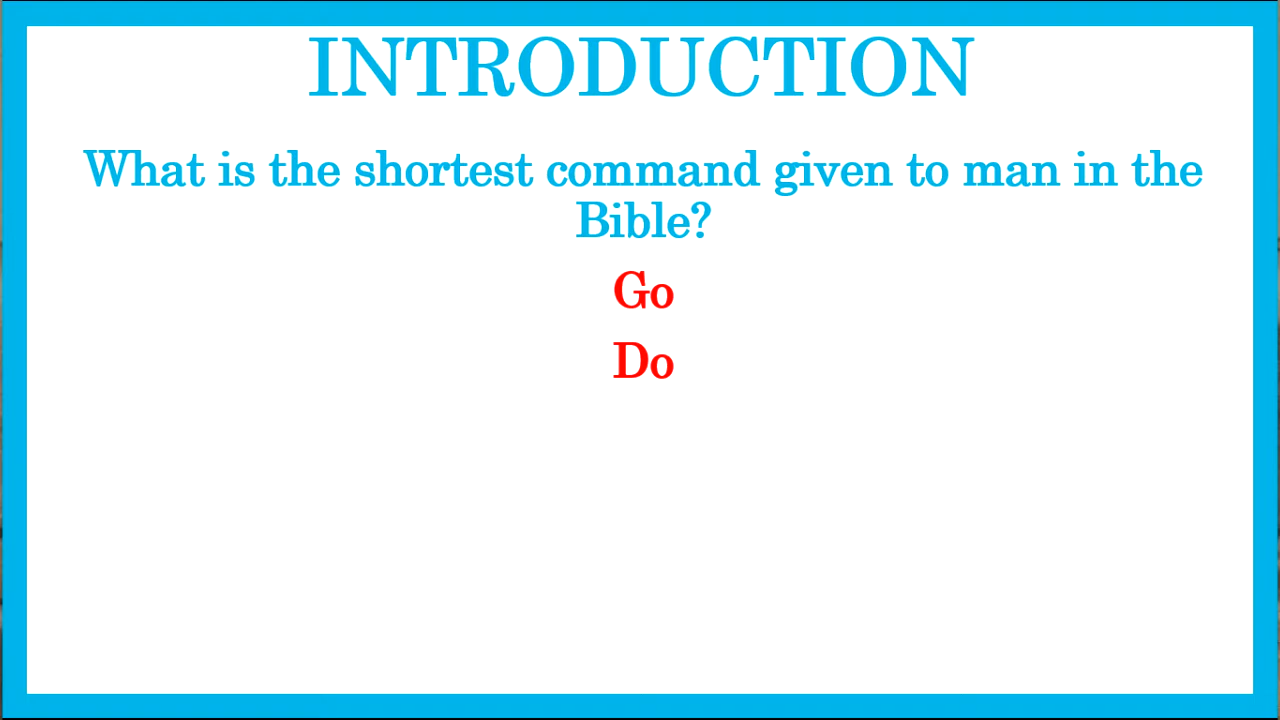 INTRODUCTION
What is the shortest command given to man in the
Bible?
Go
Do